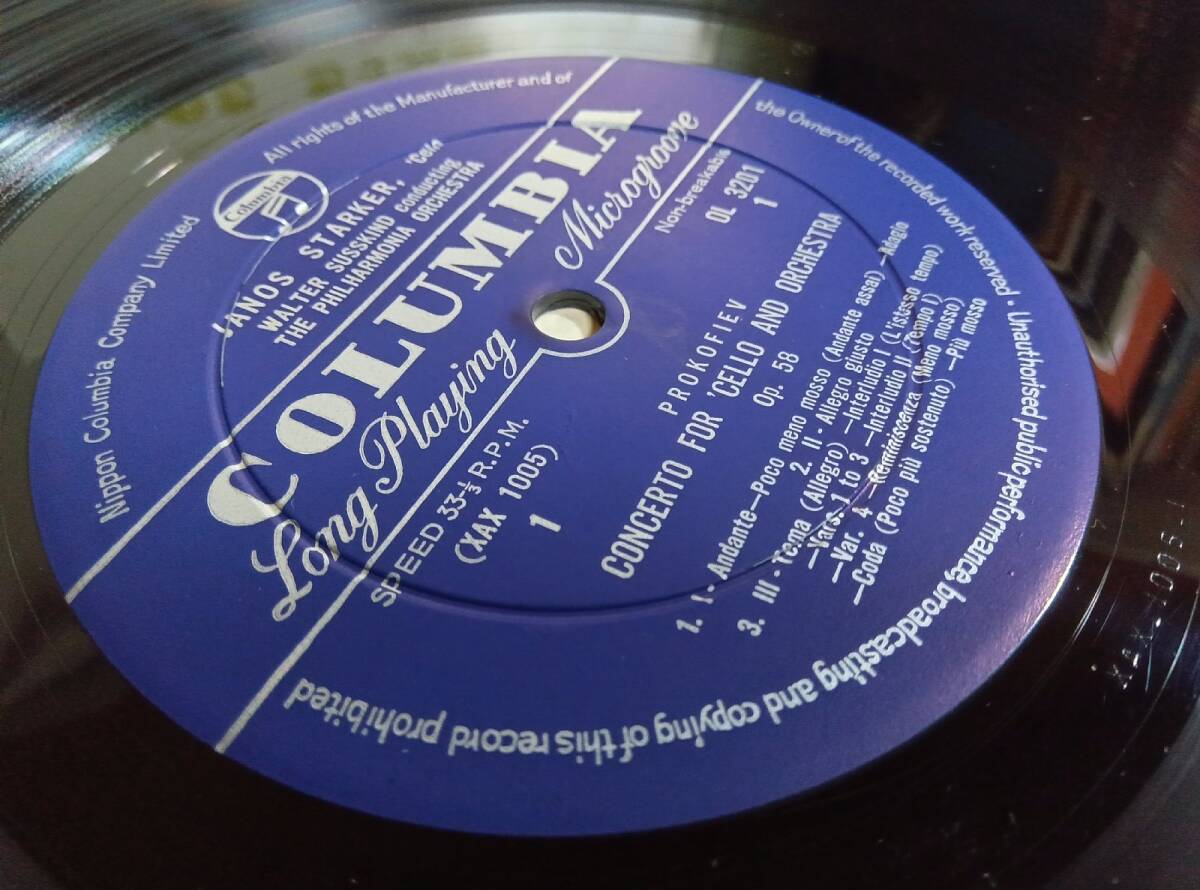 Nippon Columbia Company Limited
All rights of the Manufacturer and of
the Owner of the recorded work reserved · Unauthorised public performance, broadcasting and copying of this record prohibited
Columbia
JANOS STARKER, 'Cello
WALTER SUSSKIND conducting
THE PHILHARMONIA ORCHESTRA
COLUMBIA
Long Playing Microgroove
SPEED 33-⅓ R.P.M.
(XAX 1005)
1
Non-breakable
OL 3201
1
PROKOFIEV
CONCERTO FOR 'CELLO AND ORCHESTRA
Op. 58
1. I - Andante—Poco meno mosso (Andante assai)—Adagio
2. II - Allegro giusto
3. III - Tema (Allegro)—Interludio I (L'istesso tempo)
—Vars. 1 to 3—Interludio II (Tempo I)
—Var. 4—Reminiscenza (Meno mosso)
—Coda (Poco più sostenuto)—Più mosso
XAX 1005-1